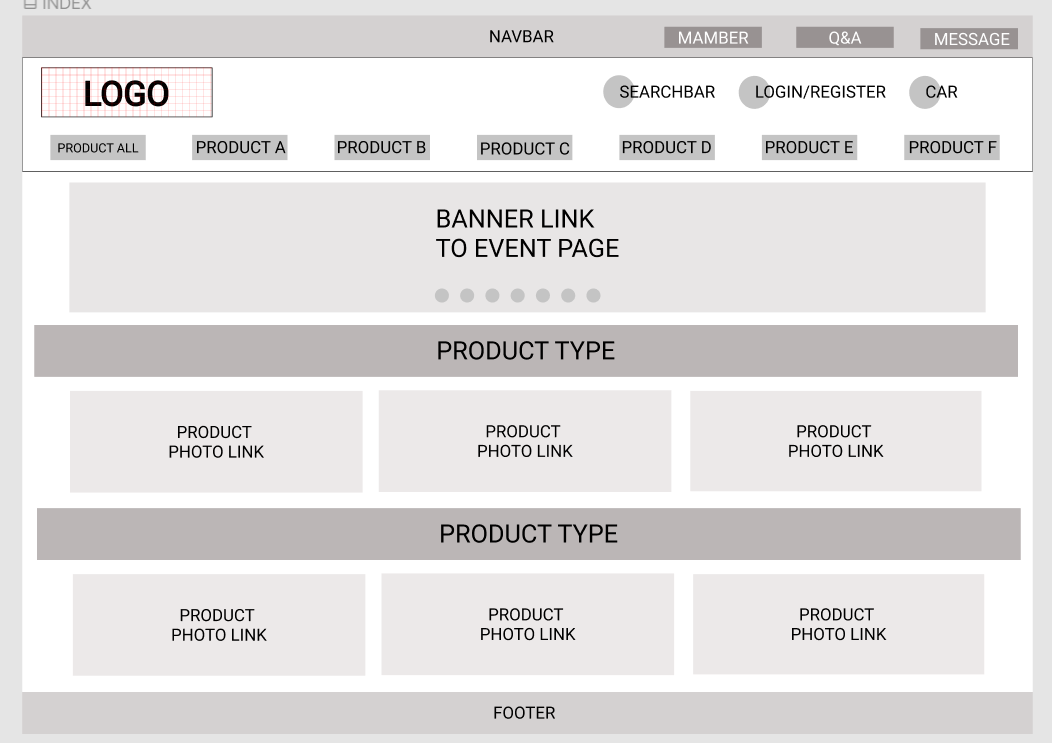 INDEX
NAVBAR
MAMBER
Q&A
MESSAGE
LOGO
SEARCHBAR
LOGIN/REGISTER
CAR
PRODUCT ALL
PRODUCT A
PRODUCT B
PRODUCT C
PRODUCT D
PRODUCT E
PRODUCT F
BANNER LINK
TO EVENT PAGE
PRODUCT TYPE
PRODUCT
PHOTO LINK
PRODUCT
PHOTO LINK
PRODUCT
PHOTO LINK
PRODUCT TYPE
PRODUCT
PHOTO LINK
PRODUCT
PHOTO LINK
PRODUCT
PHOTO LINK
FOOTER